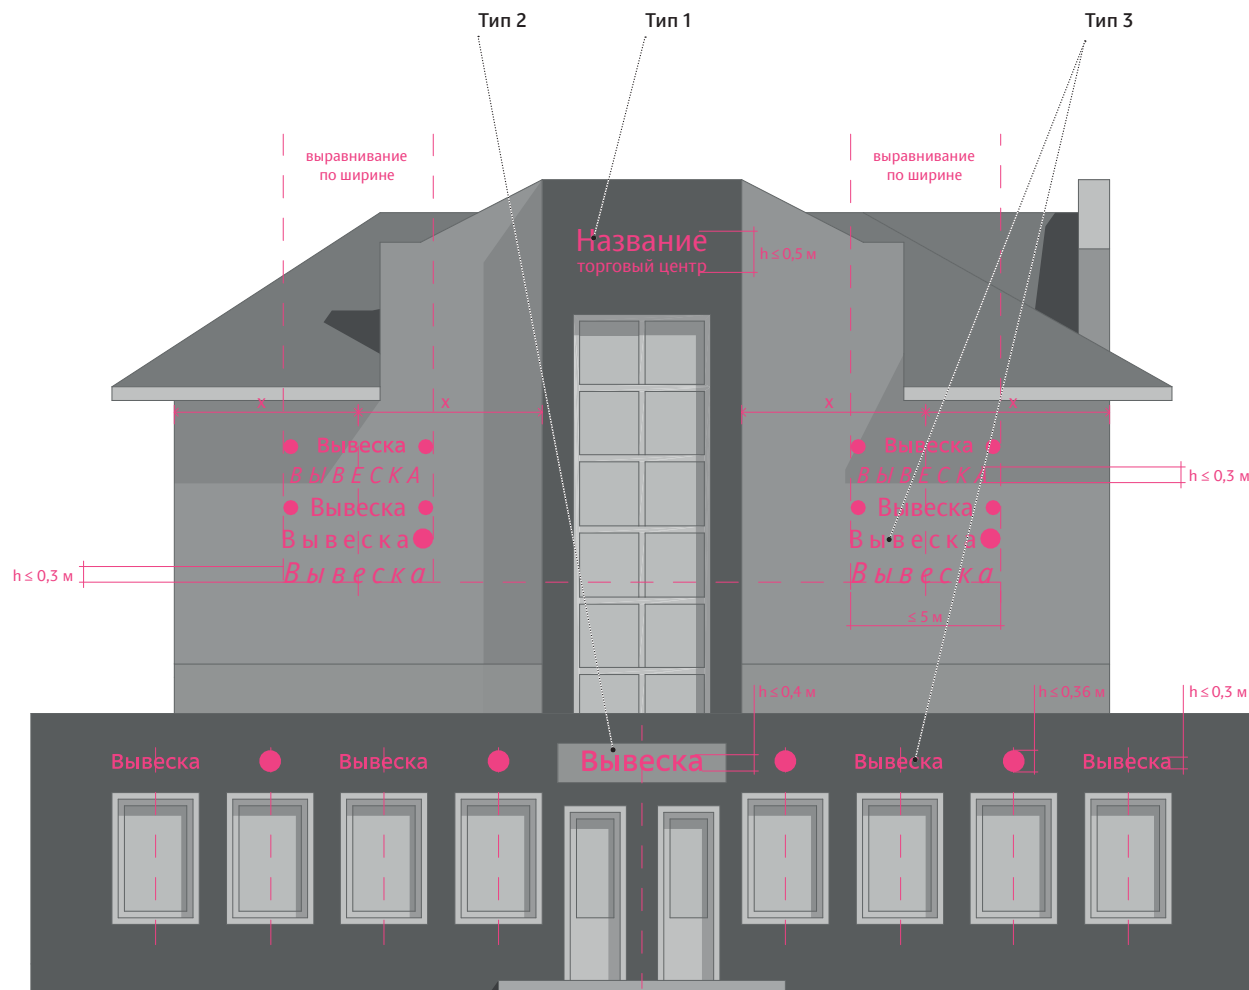 Тип 2
Тип 1
Тип 3
выравнивание
по ширине
выравнивание
по ширине
Название
торговый центр
h ≤ 0,5 м
x
x
x
x
Вывеска
ВЫВЕСКА
Вывеска
Вывеска
Вывеска
h ≤ 0,3 м
Вывеска
ВЫВЕСКА
Вывеска
Вывеска
Вывеска
h ≤ 0,3 м
≤ 5 м
h ≤ 0,4 м
h ≤ 0,36 м
h ≤ 0,3 м
Вывеска
Вывеска
Вывеска
Вывеска
Вывеска